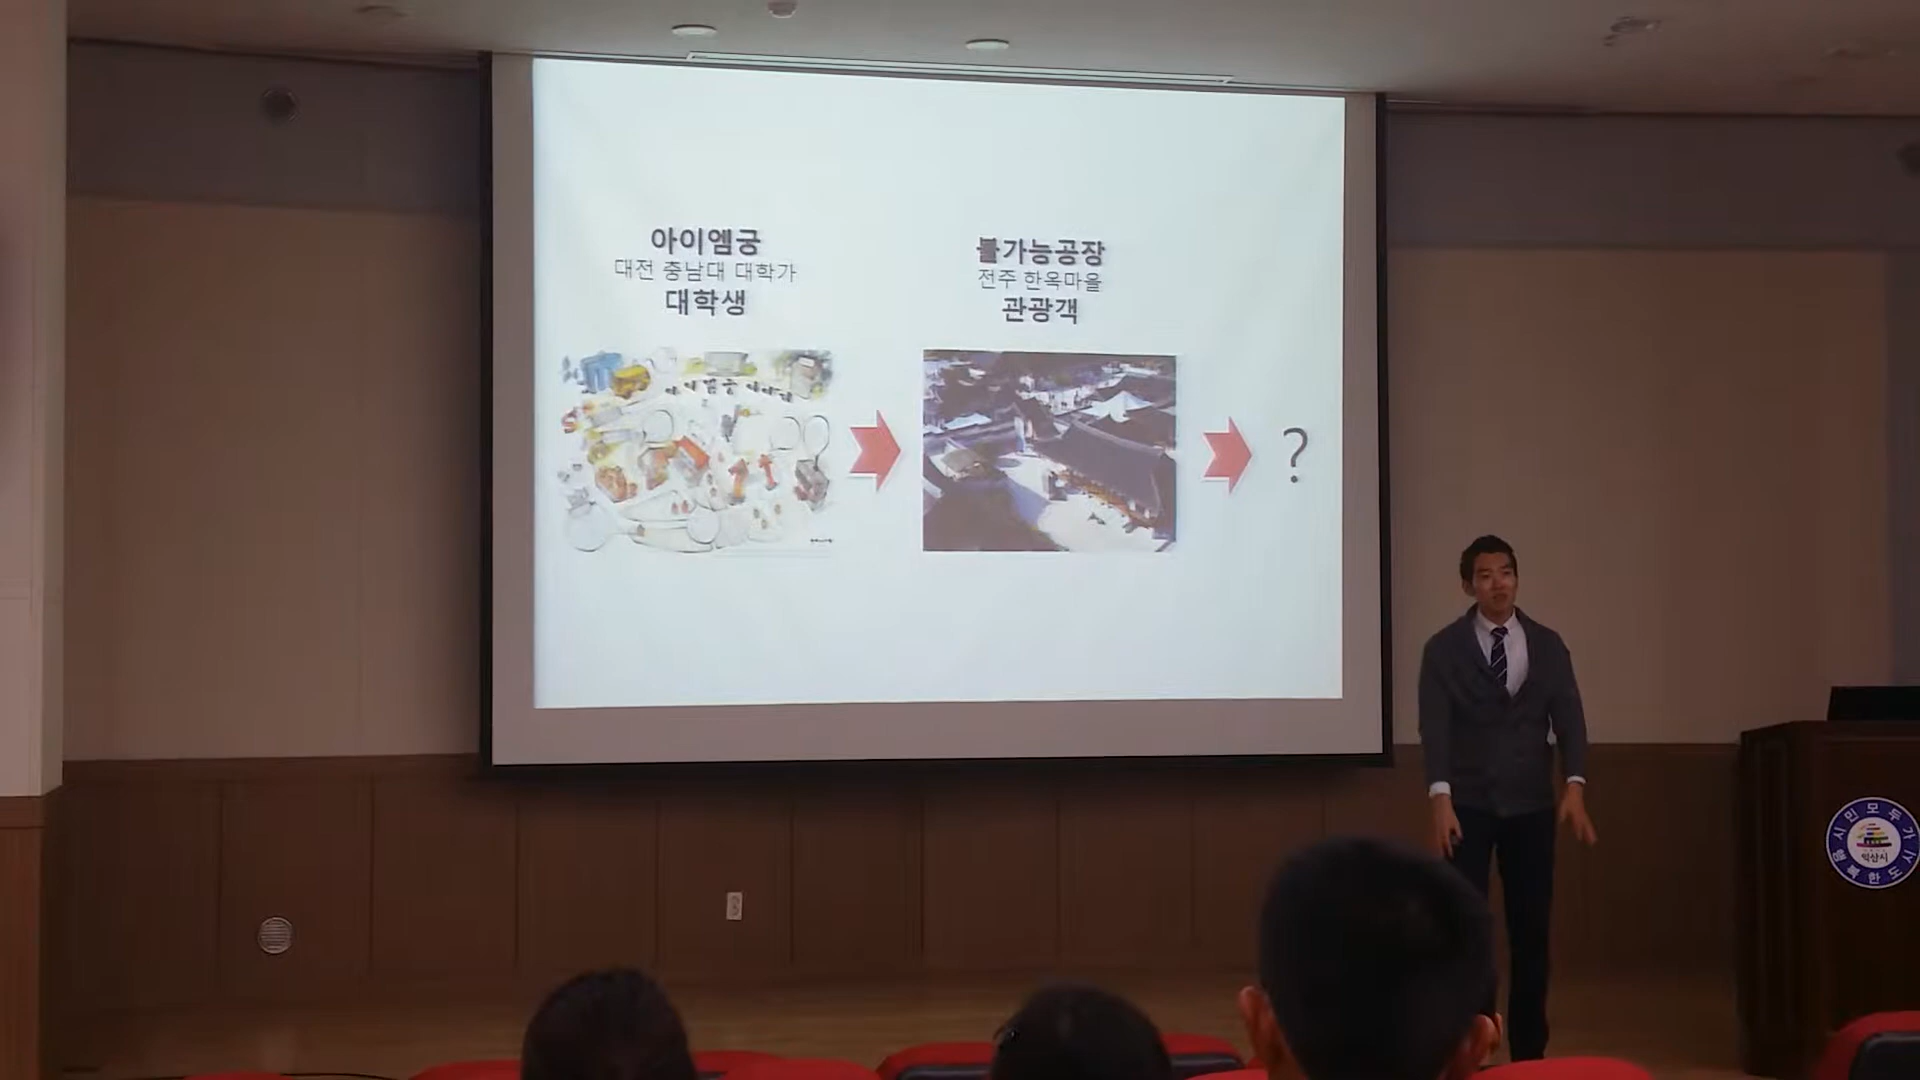 아이엠궁
대전 충남대 대학가
대학생
불가능공장
전주 한옥마을
관광객
?
시민모두가
행복한도
익산시